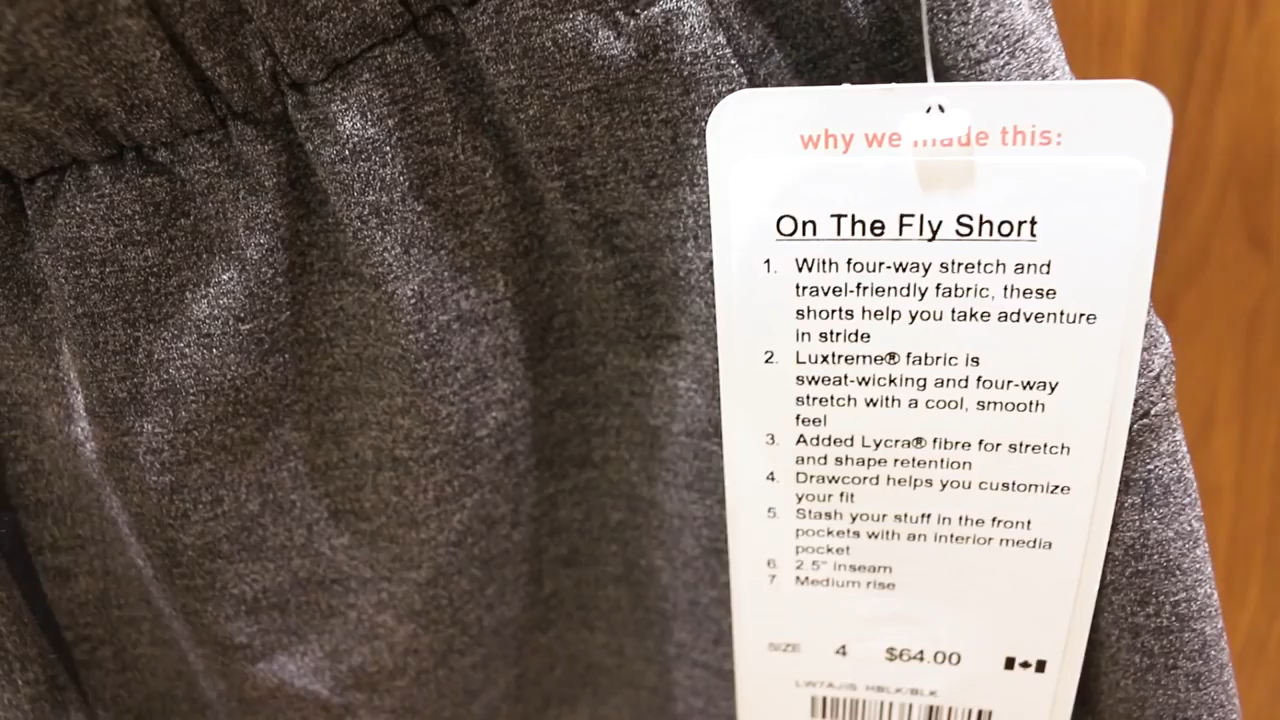 why we made this:
On The Fly Short
1. With four-way stretch and
travel-friendly fabric, these
shorts help you take adventure
in stride
2. Luxtreme® fabric is
sweat-wicking and four-way
stretch with a cool, smooth
feel
3. Added Lycra® fibre for stretch
and shape retention
4. Drawcord helps you customize
your fit
5. Stash your stuff in the front
pockets with an interior media
pocket
6. 2.5" inseam
7. Medium rise
SIZE 4 $64.00
HBLK/BLK